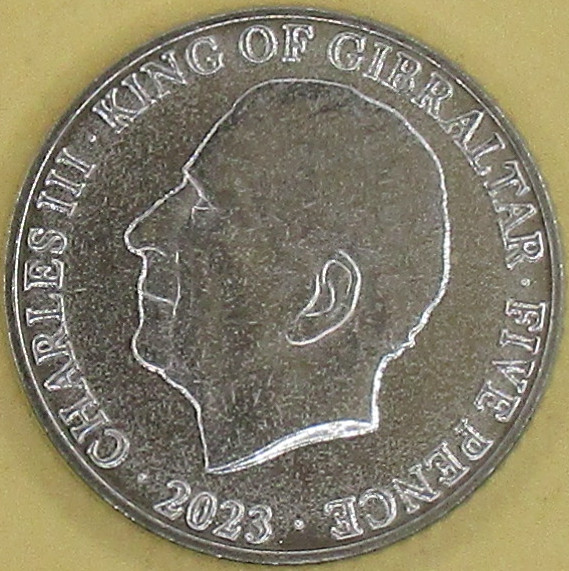 CHARLES III · KING OF GIBRALTAR · FIVE PENCE · 2023 ·